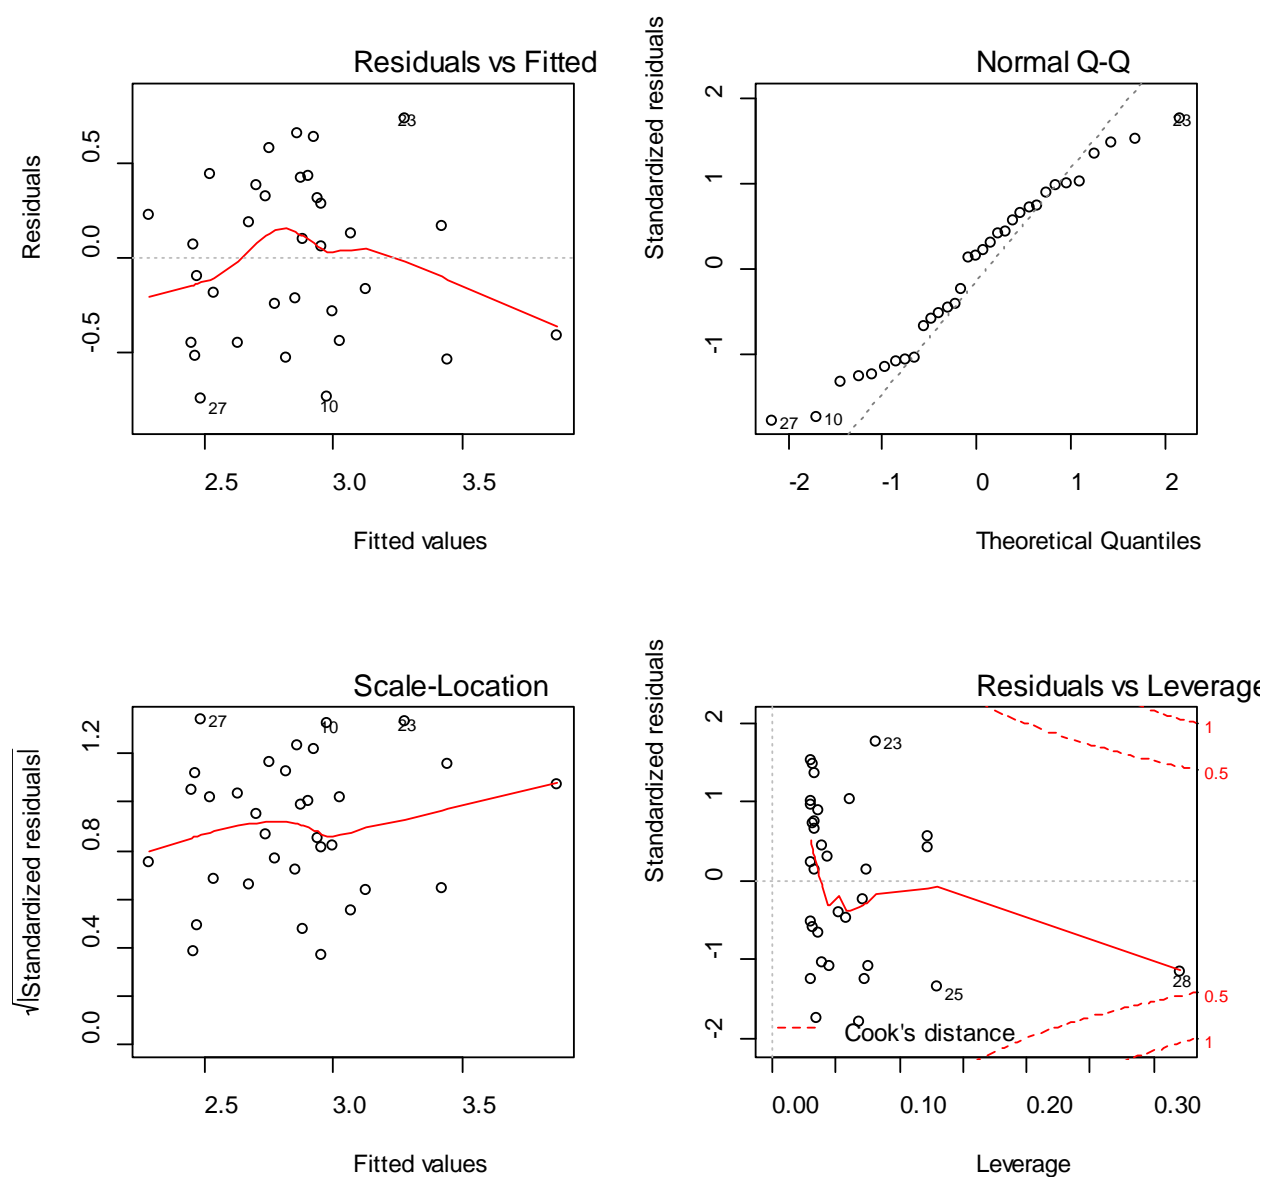 Residuals vs Fitted
Residuals
0.5
0.0
-0.5
23
27
10
2.5 3.0 3.5
Fitted values
Normal Q-Q
Standardized residuals
2
1
0
-1
23
27
10
-2 -1 0 1 2
Theoretical Quantiles
Scale-Location
√|Standardized residuals|
1.2
0.8
0.4
0.0
27
10
23
2.5 3.0 3.5
Fitted values
Residuals vs Leverage
Standardized residuals
2
1
0
-1
-2
23
25
28
1
0.5
0.5
1
Cook's distance
0.00 0.10 0.20 0.30
Leverage